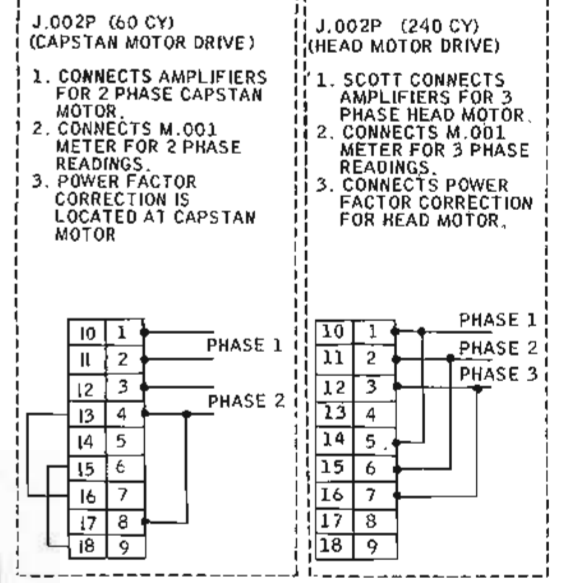 J.002P (60 CY)
(CAPSTAN MOTOR DRIVE)
1. CONNECTS AMPLIFIERS
FOR 2 PHASE CAPSTAN
MOTOR.
2. CONNECTS M.001
METER FOR 2 PHASE
READINGS.
3. POWER FACTOR
CORRECTION IS
LOCATED AT CAPSTAN
MOTOR
10 1
11 2
12 3
13 4
14 5
15 6
16 7
17 8
18 9
PHASE 1
PHASE 2
J.002P (240 CY)
(HEAD MOTOR DRIVE)
1. SCOTT CONNECTS
AMPLIFIERS FOR 3
PHASE HEAD MOTOR.
2. CONNECTS M.001
METER FOR 3 PHASE
READINGS.
3. CONNECTS POWER
FACTOR CORRECTION
FOR HEAD MOTOR.
10 1
11 2
12 3
13 4
14 5
15 6
16 7
17 8
18 9
PHASE 1
PHASE 2
PHASE 3